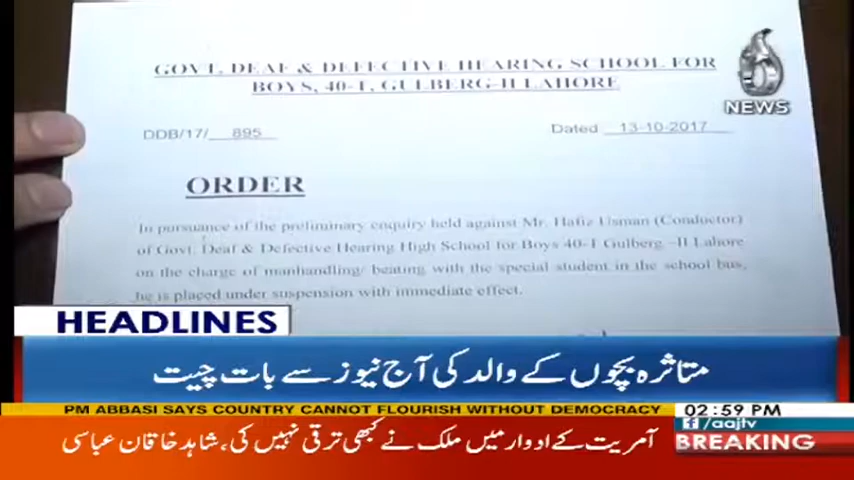 GOVT. DEAF & DEFECTIVE HEARING SCHOOL FOR
BOYS, 40-T, GULBERG-II LAHORE
NEWS
DDB/17/ 895
Dated 13-10-2017
ORDER
In pursuance of the preliminary enquiry held against Mr. Hafiz Usman (Conductor)
of Govt. Deaf & Defective Hearing High School for Boys 40-T Gulberg -II Lahore
on the charge of manhandling/ beating with the special student in the school bus,
he is placed under suspension with immediate effect.
HEADLINES
متاثرہ بچوں کے والد کی آج نیوز سے بات چیت
PM ABBASI SAYS COUNTRY CANNOT FLOURISH WITHOUT DEMOCRACY
02:59 PM
f/aajtv
BREAKING
آمریت کے ادوار میں ملک نے کبھی ترقی نہیں کی، شاہد خاقان عباسی